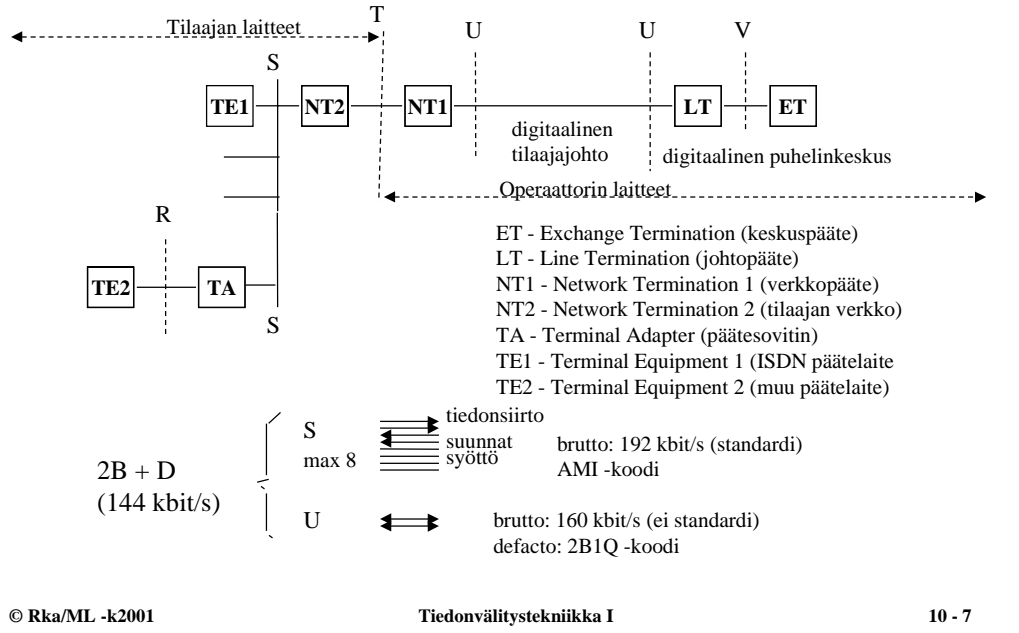 Tilaajan laitteet
T
U
U
V
S
TE1
NT2
NT1
LT
ET
digitaalinen
tilaajajohto
digitaalinen puhelinkeskus
Operaattorin laitteet
R
TE2
TA
S
ET - Exchange Termination (keskuspääte)
LT - Line Termination (johtopääte)
NT1 - Network Termination 1 (verkkopääte)
NT2 - Network Termination 2 (tilaajan verkko)
TA - Terminal Adapter (päätesovitin)
TE1 - Terminal Equipment 1 (ISDN päätelaite
TE2 - Terminal Equipment 2 (muu päätelaite)
2B + D
(144 kbit/s)
S
max 8
tiedonsiirto
suunnat
syöttö
brutto: 192 kbit/s (standardi)
AMI -koodi
U
brutto: 160 kbit/s (ei standardi)
defacto: 2B1Q -koodi
© Rka/ML -k2001
Tiedonvälitystekniikka I
10 - 7